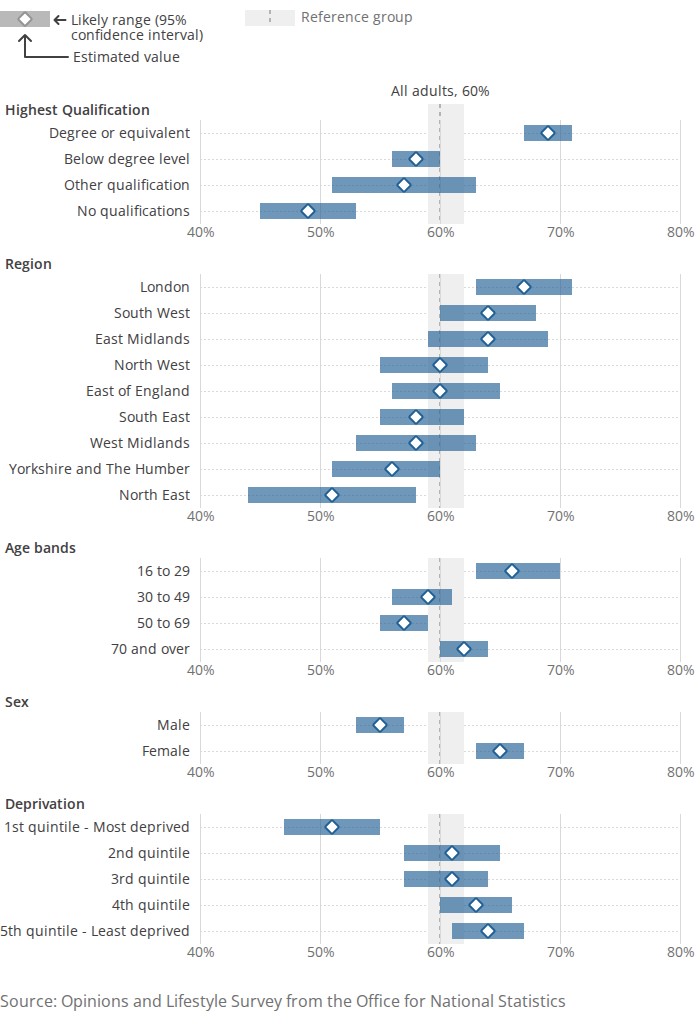 Likely range (95%
confidence interval)
Estimated value
Reference group
All adults, 60%
Highest Qualification
Degree or equivalent
Below degree level
Other qualification
No qualifications
40% 50% 60% 70% 80%
Region
London
South West
East Midlands
North West
East of England
South East
West Midlands
Yorkshire and The Humber
North East
40% 50% 60% 70% 80%
Age bands
16 to 29
30 to 49
50 to 69
70 and over
40% 50% 60% 70% 80%
Sex
Male
Female
40% 50% 60% 70% 80%
Deprivation
1st quintile - Most deprived
2nd quintile
3rd quintile
4th quintile
5th quintile - Least deprived
40% 50% 60% 70% 80%
Source: Opinions and Lifestyle Survey from the Office for National Statistics